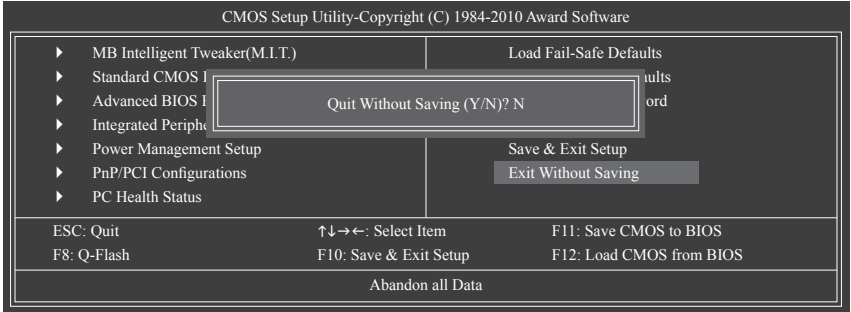 CMOS Setup Utility-Copyright (C) 1984-2010 Award Software
MB Intelligent Tweaker(M.I.T.)
Standard CMOS
Advanced BIOS
Integrated
Power Management Setup
PnP/PCI Configurations
PC Health Status
Load Fail-Safe Defaults
Quit Without Saving (Y/N)? N
Save & Exit Setup
Exit Without Saving
ESC: Quit ↑↓→←: Select Item F11: Save CMOS to BIOS
F8: Q-Flash F10: Save & Exit Setup F12: Load CMOS from BIOS
Abandon all Data